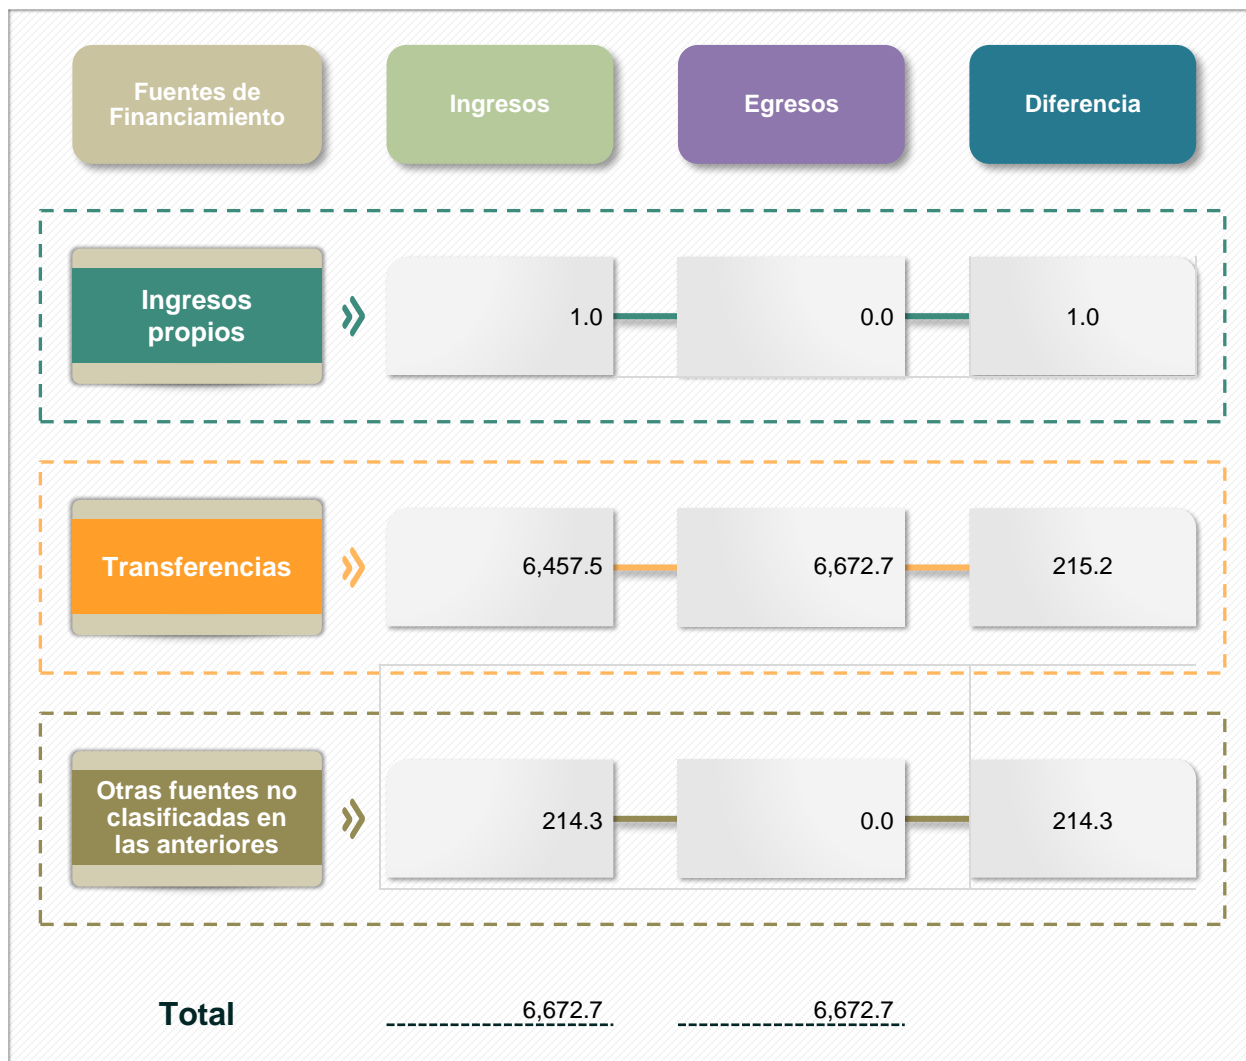 Fuentes de
Financiamiento
Ingresos
Egresos
Diferencia
Ingresos
propios
1.0
0.0
1.0
Transferencias
6,457.5
6,672.7
215.2
Otras fuentes no
clasificadas en
las anteriores
214.3
0.0
214.3
Total
6,672.7
6,672.7